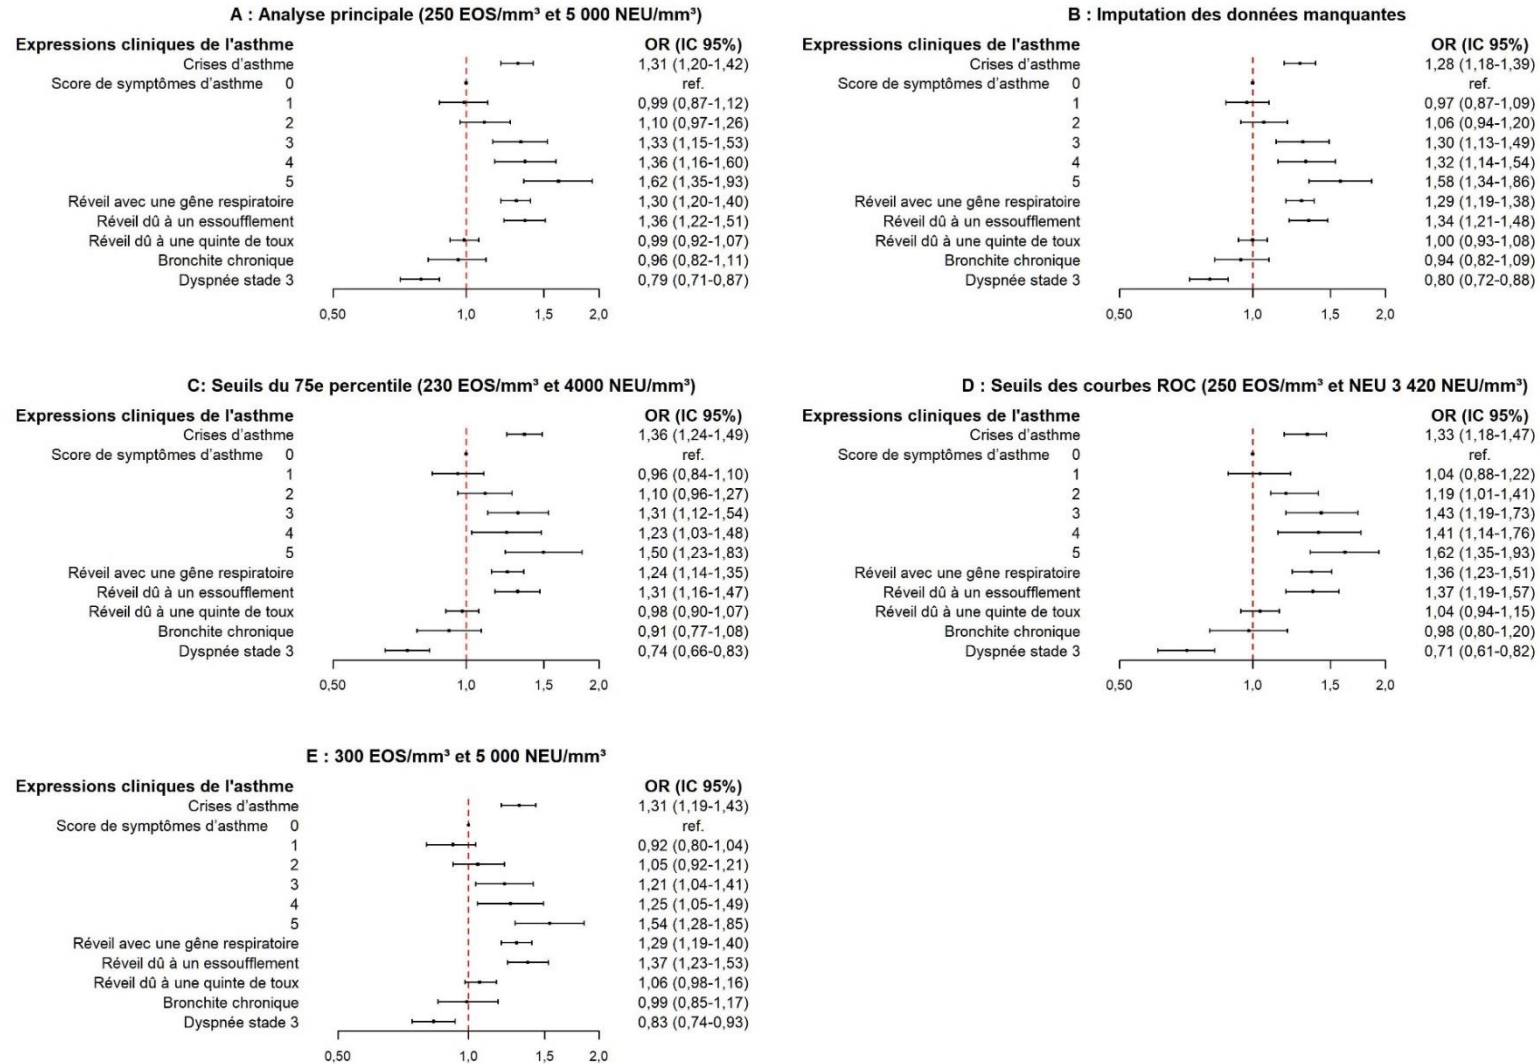 A : Analyse principale (250 EOS/mm³ et 5 000 NEU/mm³)
Expressions cliniques de l'asthme OR (IC 95%)
Crises d'asthme 1,31 (1,20-1,42)
Score de symptômes d'asthme 0 ref.
1 0,99 (0,87-1,12)
2 1,10 (0,97-1,26)
3 1,33 (1,15-1,53)
4 1,36 (1,16-1,60)
5 1,62 (1,35-1,93)
Réveil avec une gêne respiratoire 1,30 (1,20-1,40)
Réveil dû à un essoufflement 1,36 (1,22-1,51)
Réveil dû à une quinte de toux 0,99 (0,92-1,07)
Bronchite chronique 0,96 (0,82-1,11)
Dyspnée stade 3 0,79 (0,71-0,87)
0,50 1,0 1,5 2,0
B : Imputation des données manquantes
Expressions cliniques de l'asthme OR (IC 95%)
Crises d'asthme 1,28 (1,18-1,39)
Score de symptômes d'asthme 0 ref.
1 0,97 (0,87-1,09)
2 1,06 (0,94-1,20)
3 1,30 (1,13-1,49)
4 1,32 (1,14-1,54)
5 1,58 (1,34-1,86)
Réveil avec une gêne respiratoire 1,29 (1,19-1,38)
Réveil dû à un essoufflement 1,34 (1,21-1,48)
Réveil dû à une quinte de toux 1,00 (0,93-1,08)
Bronchite chronique 0,94 (0,82-1,09)
Dyspnée stade 3 0,80 (0,72-0,88)
0,50 1,0 1,5 2,0
C: Seuils du 75e percentile (230 EOS/mm³ et 4000 NEU/mm³)
Expressions cliniques de l'asthme OR (IC 95%)
Crises d'asthme 1,36 (1,24-1,49)
Score de symptômes d'asthme 0 ref.
1 0,96 (0,84-1,10)
2 1,10 (0,96-1,27)
3 1,31 (1,12-1,54)
4 1,23 (1,03-1,48)
5 1,50 (1,23-1,83)
Réveil avec une gêne respiratoire 1,24 (1,14-1,35)
Réveil dû à un essoufflement 1,31 (1,16-1,47)
Réveil dû à une quinte de toux 0,98 (0,90-1,07)
Bronchite chronique 0,91 (0,77-1,08)
Dyspnée stade 3 0,74 (0,66-0,83)
0,50 1,0 1,5 2,0
D : Seuils des courbes ROC (250 EOS/mm³ et NEU 3 420 NEU/mm³)
Expressions cliniques de l'asthme OR (IC 95%)
Crises d'asthme 1,33 (1,18-1,47)
Score de symptômes d'asthme 0 ref.
1 1,04 (0,88-1,22)
2 1,19 (1,01-1,41)
3 1,43 (1,19-1,73)
4 1,41 (1,14-1,76)
5 1,62 (1,35-1,93)
Réveil avec une gêne respiratoire 1,36 (1,23-1,51)
Réveil dû à un essoufflement 1,37 (1,19-1,57)
Réveil dû à une quinte de toux 1,04 (0,94-1,15)
Bronchite chronique 0,98 (0,80-1,20)
Dyspnée stade 3 0,71 (0,61-0,82)
0,50 1,0 1,5 2,0
E : 300 EOS/mm³ et 5 000 NEU/mm³
Expressions cliniques de l'asthme OR (IC 95%)
Crises d'asthme 1,31 (1,19-1,43)
Score de symptômes d'asthme 0 ref.
1 0,92 (0,80-1,04)
2 1,05 (0,92-1,21)
3 1,21 (1,04-1,41)
4 1,25 (1,05-1,49)
5 1,54 (1,28-1,85)
Réveil avec une gêne respiratoire 1,29 (1,19-1,40)
Réveil dû à un essoufflement 1,37 (1,23-1,53)
Réveil dû à une quinte de toux 1,06 (0,98-1,16)
Bronchite chronique 0,99 (0,85-1,17)
Dyspnée stade 3 0,83 (0,74-0,93)
0,50 1,0 1,5 2,0